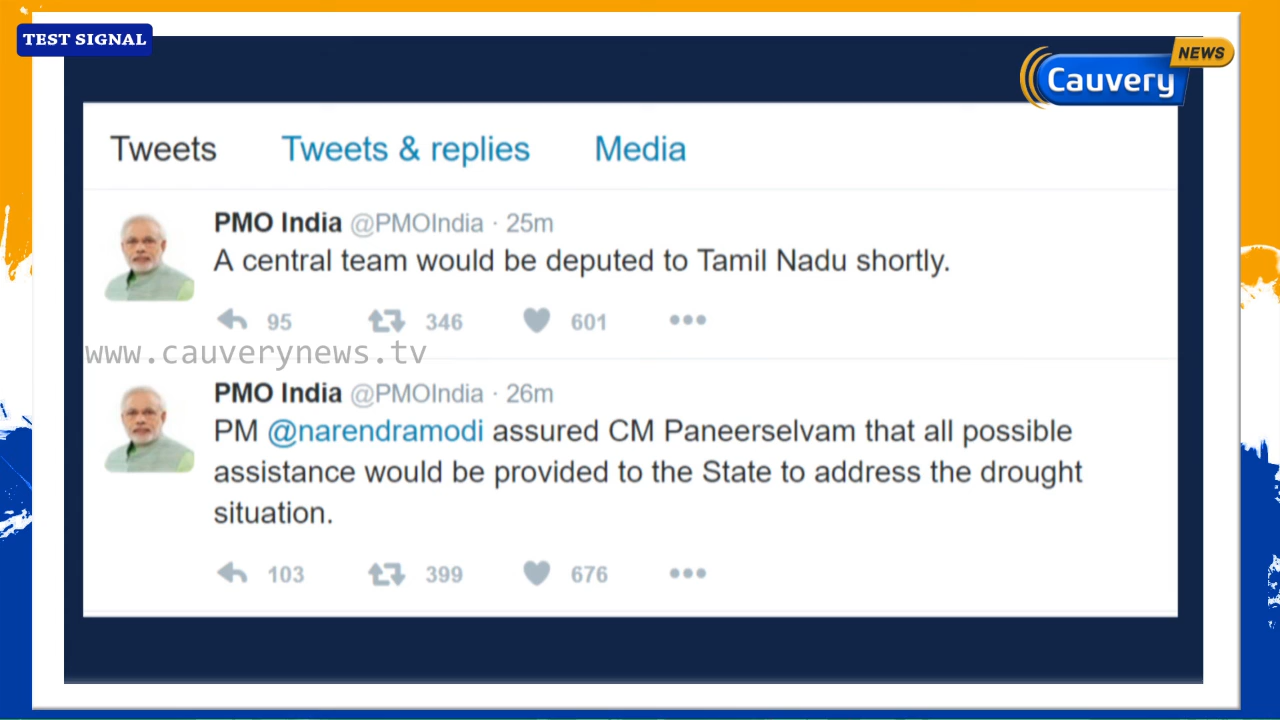 TEST SIGNAL
NEWS
Cauvery
Tweets Tweets & replies Media
PMO India @PMOIndia · 25m
A central team would be deputed to Tamil Nadu shortly.
95 346 601
www.cauverynews.tv
PMO India @PMOIndia · 26m
PM @narendramodi assured CM Paneerselvam that all possible
assistance would be provided to the State to address the drought
situation.
103 399 676